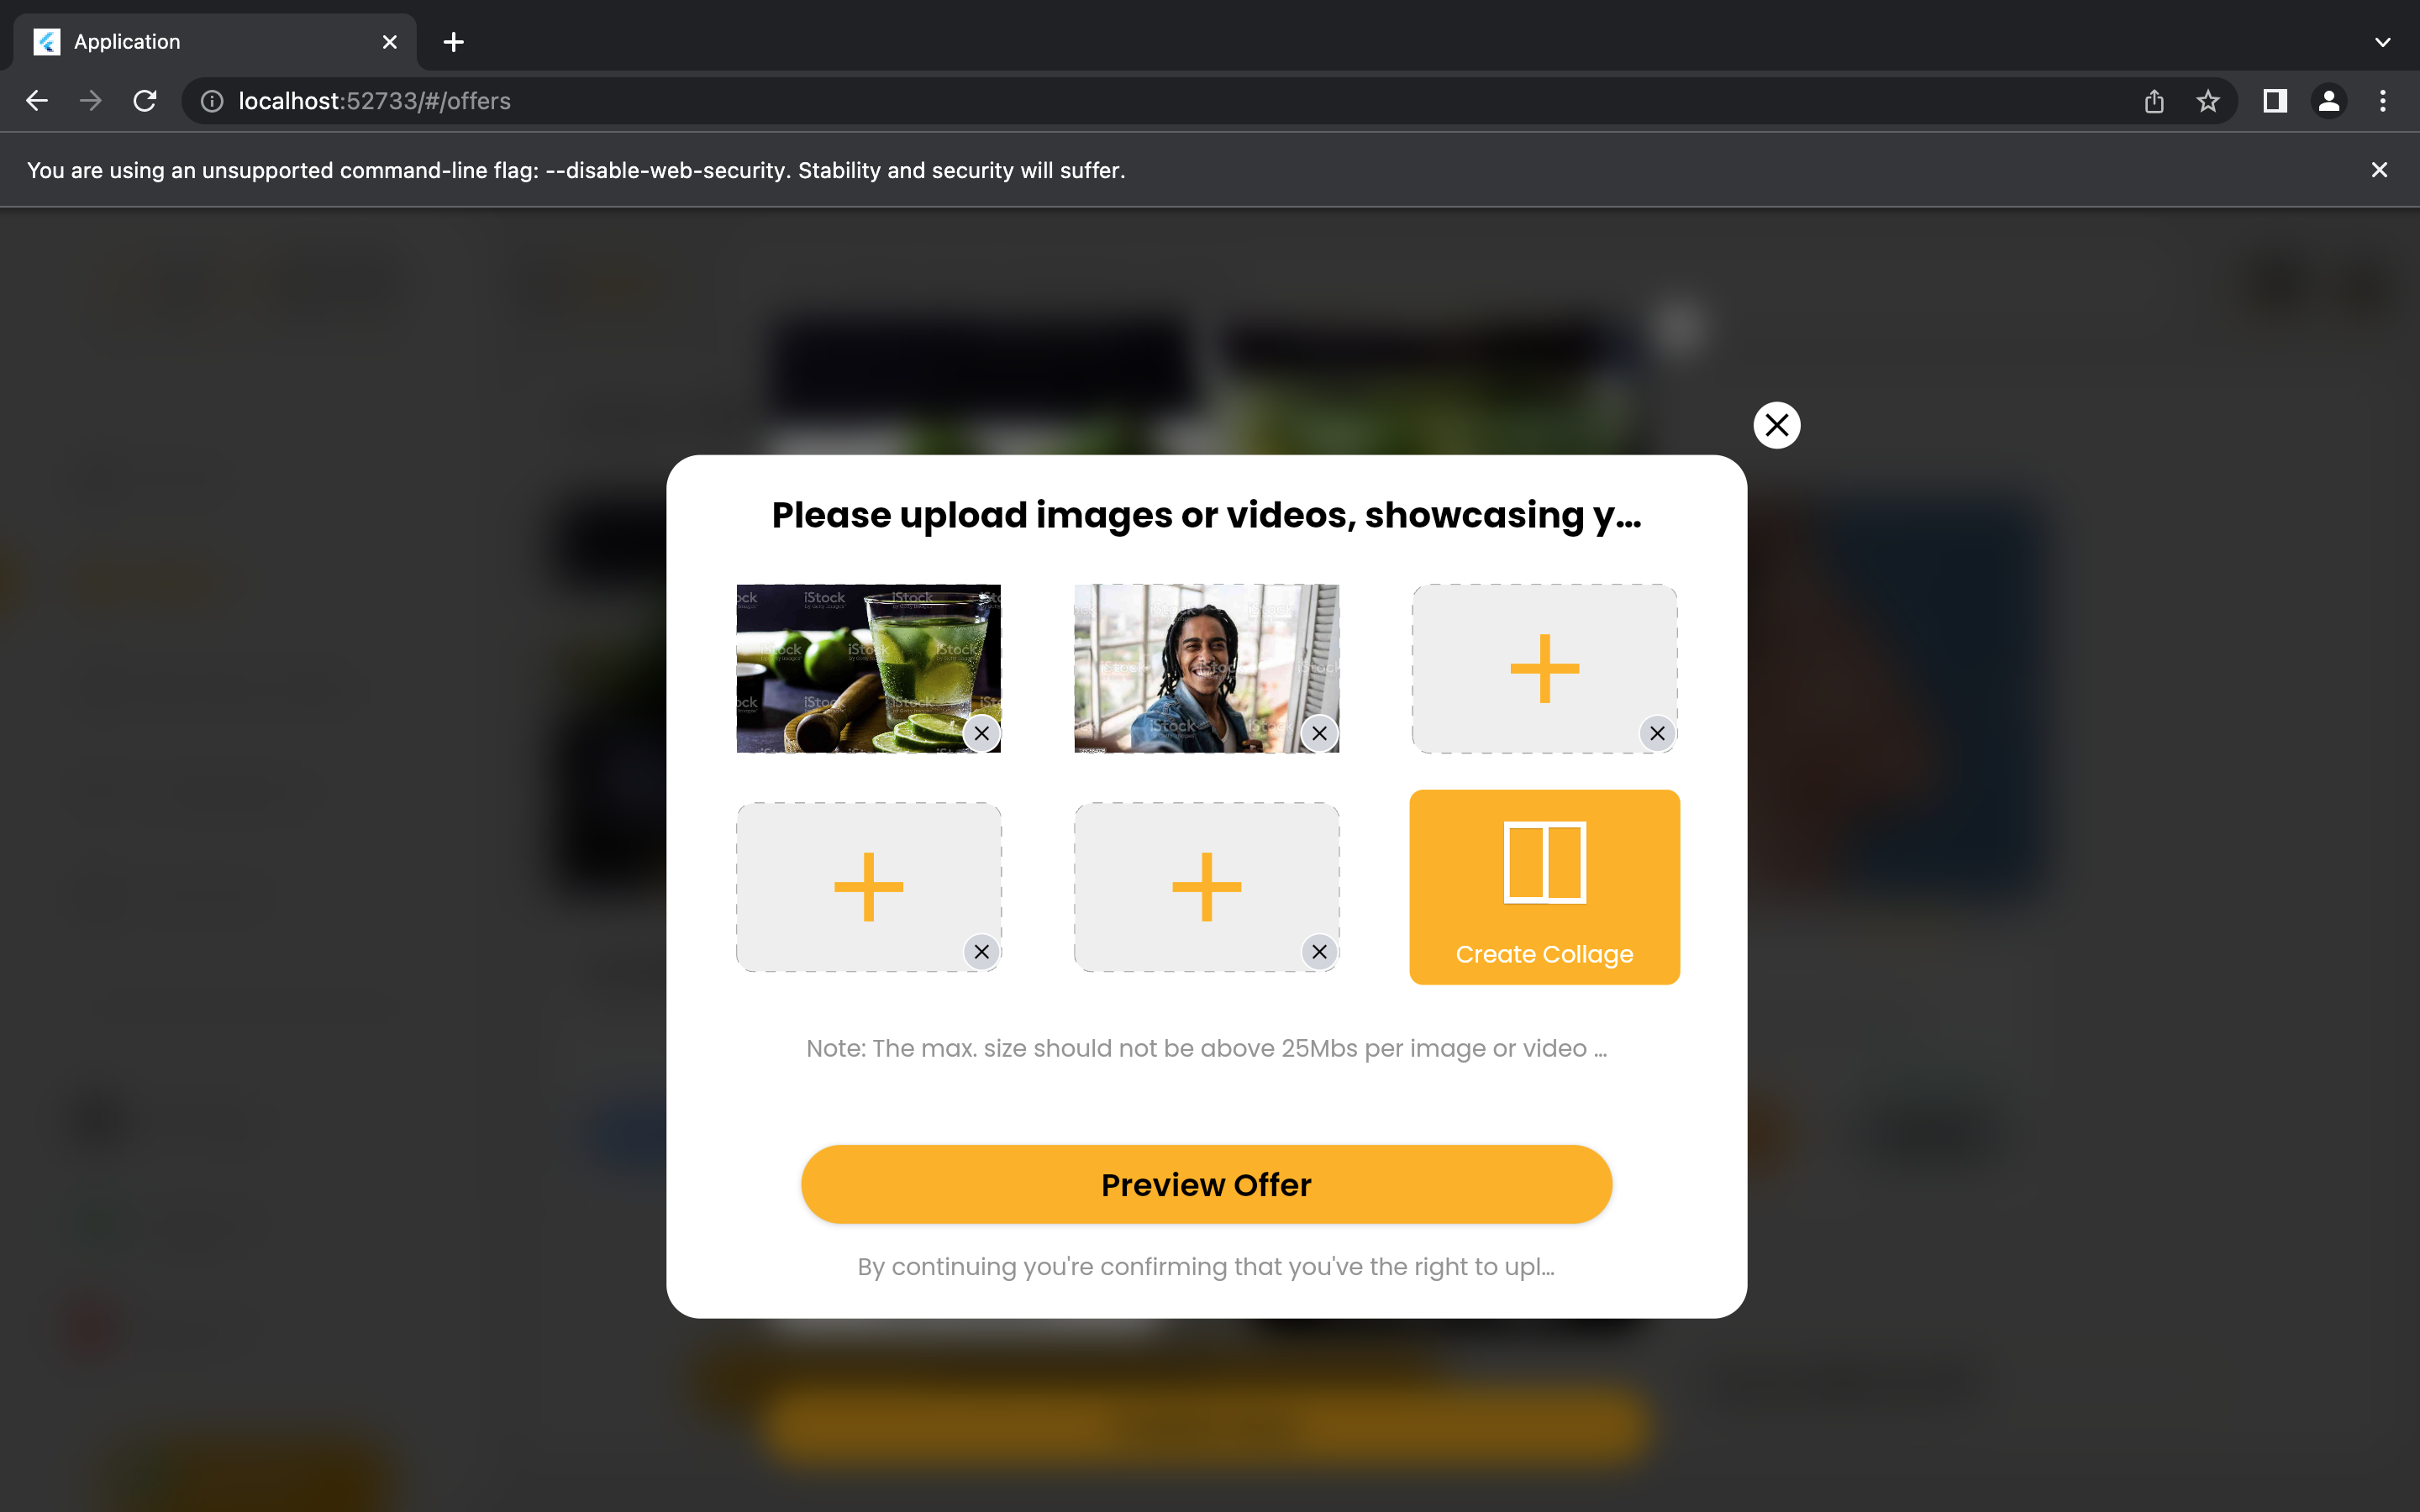 Application
localhost:52733/#/offers
You are using an unsupported command-line flag: --disable-web-security. Stability and security will suffer.
Please upload images or videos, showcasing y...
iStock
iStock
iStock
iStock
iStock
iStock
Create Collage
Note: The max. size should not be above 25Mbs per image or video ...
Preview Offer
By continuing you're confirming that you've the right to upl...